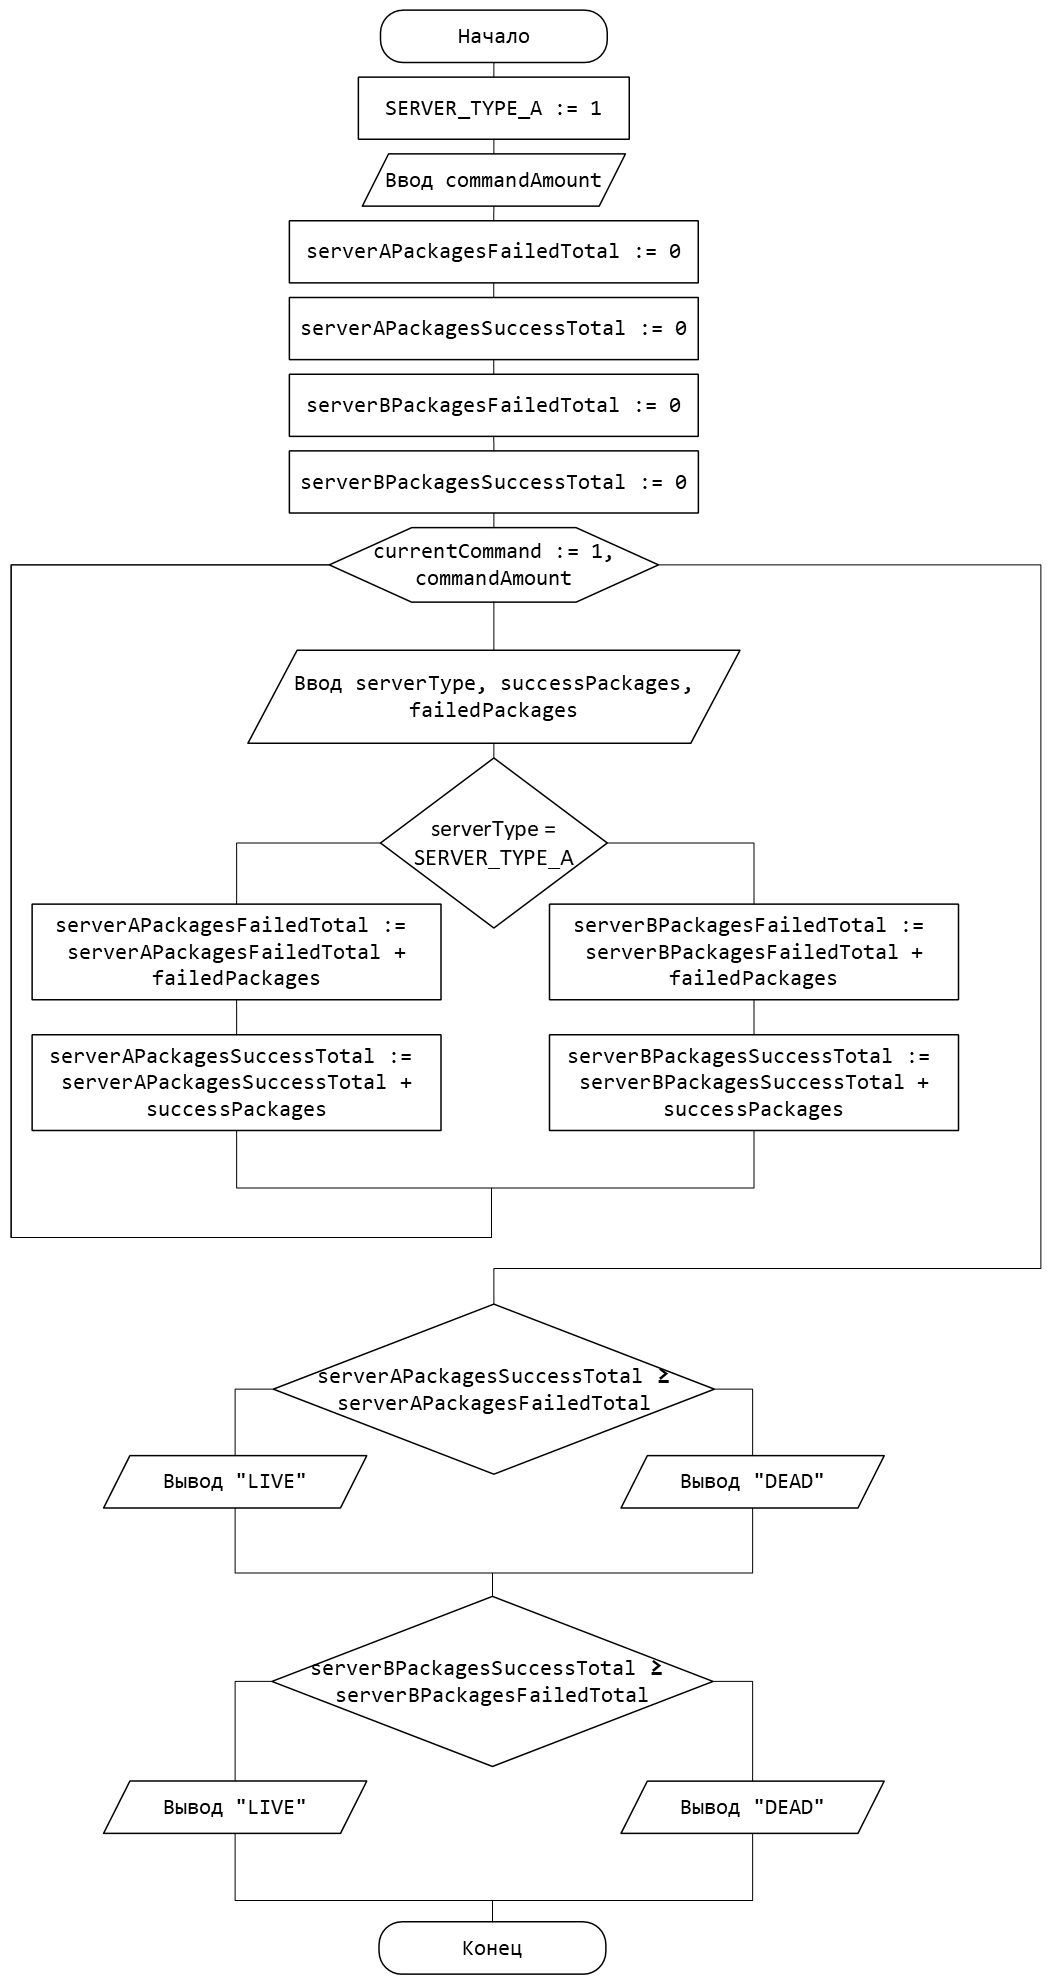 Начало
SERVER_TYPE_A := 1
Ввод commandAmount
serverAPackagesFailedTotal := 0
serverAPackagesSuccessTotal := 0
serverBPackagesFailedTotal := 0
serverBPackagesSuccessTotal := 0
currentCommand := 1,
commandAmount
Ввод serverType, successPackages,
failedPackages
serverType =
SERVER_TYPE_A
serverAPackagesFailedTotal :=
serverAPackagesFailedTotal +
failedPackages
serverBPackagesFailedTotal :=
serverBPackagesFailedTotal +
failedPackages
serverAPackagesSuccessTotal :=
serverAPackagesSuccessTotal +
successPackages
serverBPackagesSuccessTotal :=
serverBPackagesSuccessTotal +
successPackages
serverAPackagesSuccessTotal ≥
serverAPackagesFailedTotal
Вывод "LIVE"
Вывод "DEAD"
serverBPackagesSuccessTotal ≥
serverBPackagesFailedTotal
Вывод "LIVE"
Вывод "DEAD"
Конец